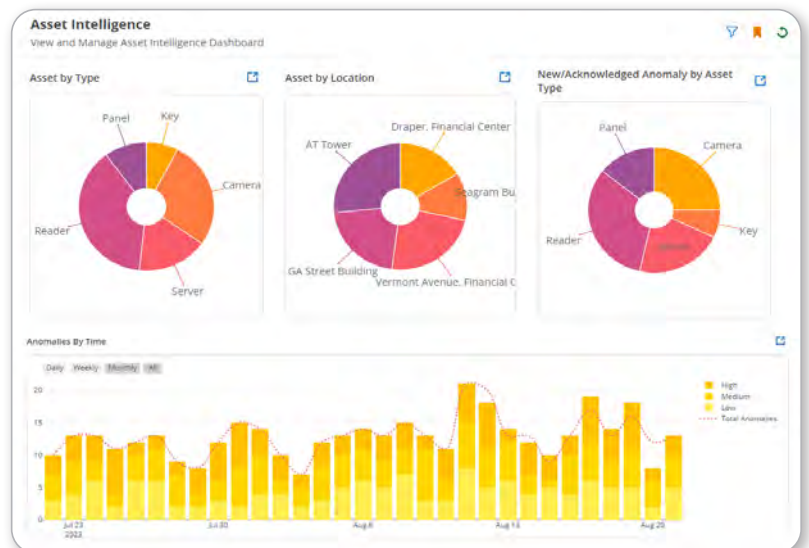 Asset Intelligence
View and Manage Asset Intelligence Dashboard
Asset by Type
Asset by Location
New/Acknowledged Anomaly by Asset
Type
Panel
Key
Camera
Server
Reader
Draper, Financial Center
AT Tower
Seagram Bu
GA Street Building
Vermont Avenue, Financial C
Panel
Camera
Key
Reader
Anomalies By Time
Daily Weekly Monthly All
High
Medium
Low
Total Anomalies
20
15
10
5
0
Jul 23
2023
Jul 30
Aug 6
Aug 13
Aug 20